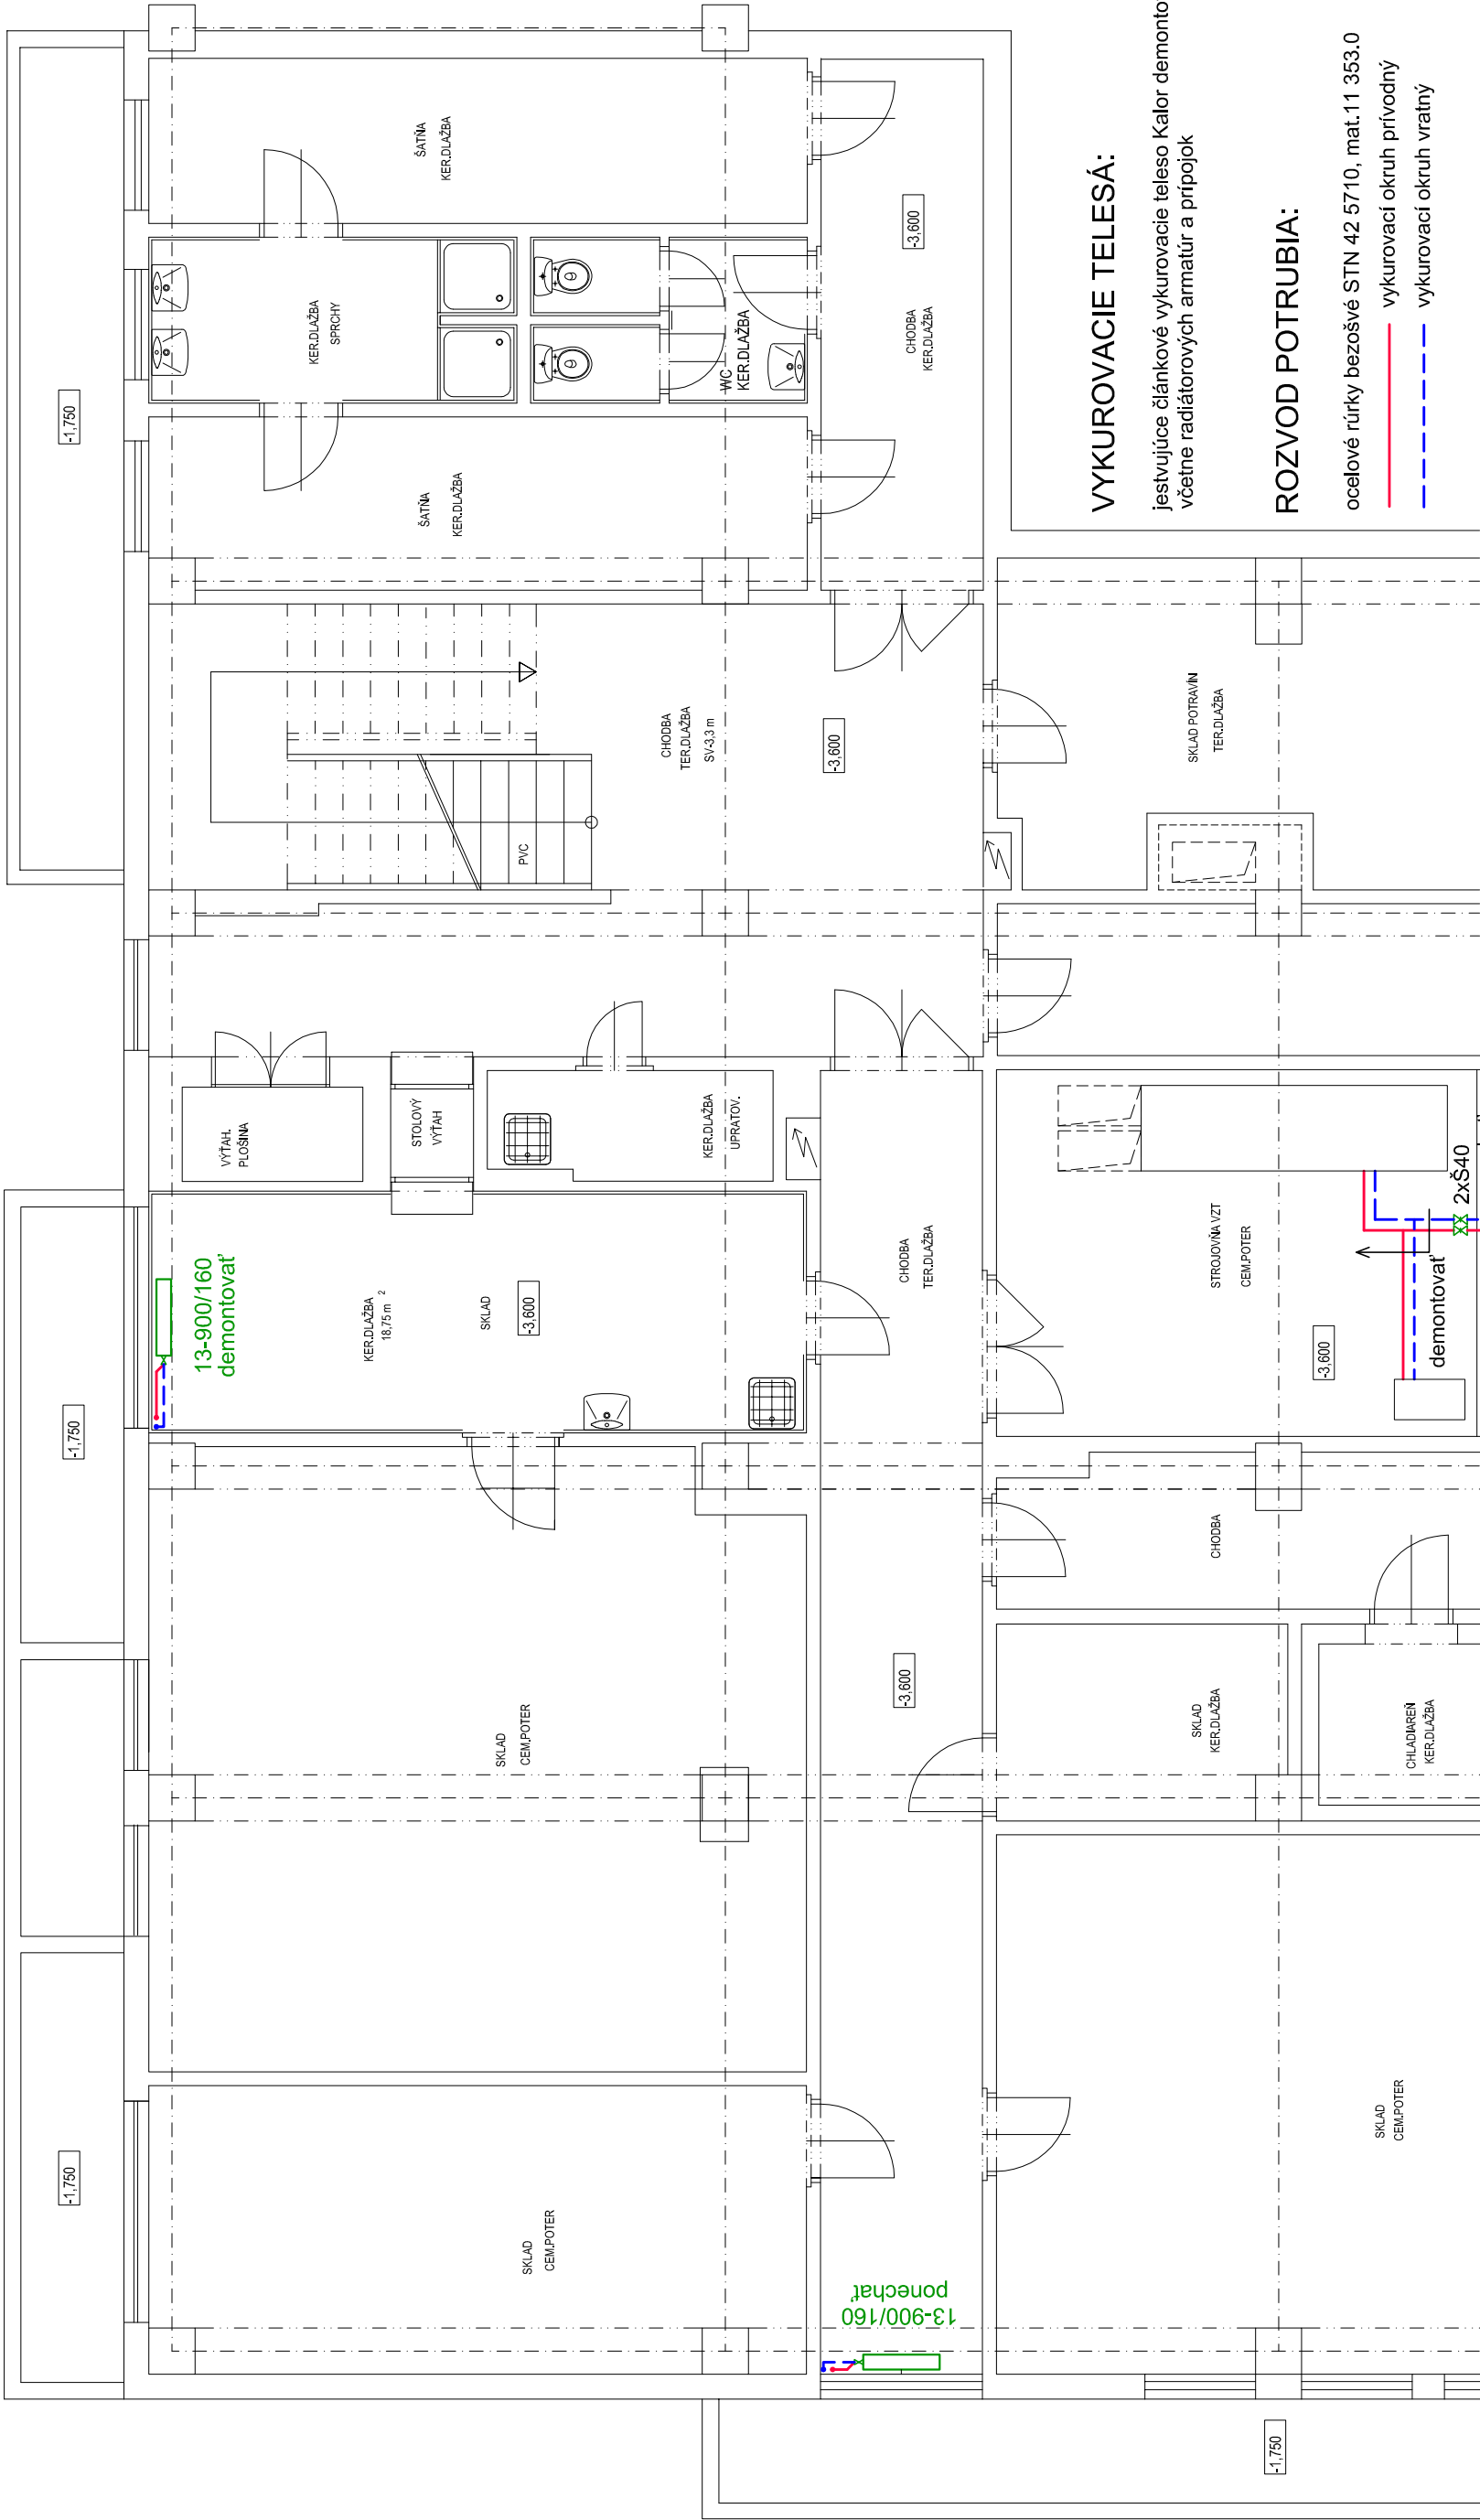 -1,750
ŠATŇA
KER.DLAŽBA
KER.DLAŽBA
SPRCHY
ŠATŇA
KER.DLAŽBA
WC
KER.DLAŽBA
-3,600
CHODBA
KER.DLAŽBA
VYKUROVACIE TELESÁ:
jestvujúce článkové vykurovacie teleso Kalor demonto
včetne radiátorových armatúr a prípojok
ROZVOD POTRUBIA:
ocelové rúrky bezošvé STN 42 5710, mat.11 353.0
vykurovací okruh prívodný
vykurovací okruh vratný
PVC
CHODBA
TER.DLAŽBA
SV-3,3 m
-3,600
SKLAD POTRAVÍN
TER.DLAŽBA
VÝŤAH.
PLOŠINA
STOLOVÝ
VÝŤAH
KER.DLAŽBA
UPRATOV.
-1,750
13-900/160
demontovať
KER.DLAŽBA
18,75 m 2
SKLAD
-3,600
CHODBA
TER.DLAŽBA
STROJOVŇA VZT
CEM.POTER
-3,600
demontovať
2xŠ40
SKLAD
CEM.POTER
-3,600
CHODBA
SKLAD
KER.DLAŽBA
CHLADIAREŇ
KER.DLAŽBA
-1,750
SKLAD
CEM.POTER
13-900/160
ponechať
SKLAD
CEM.POTER
-1,750